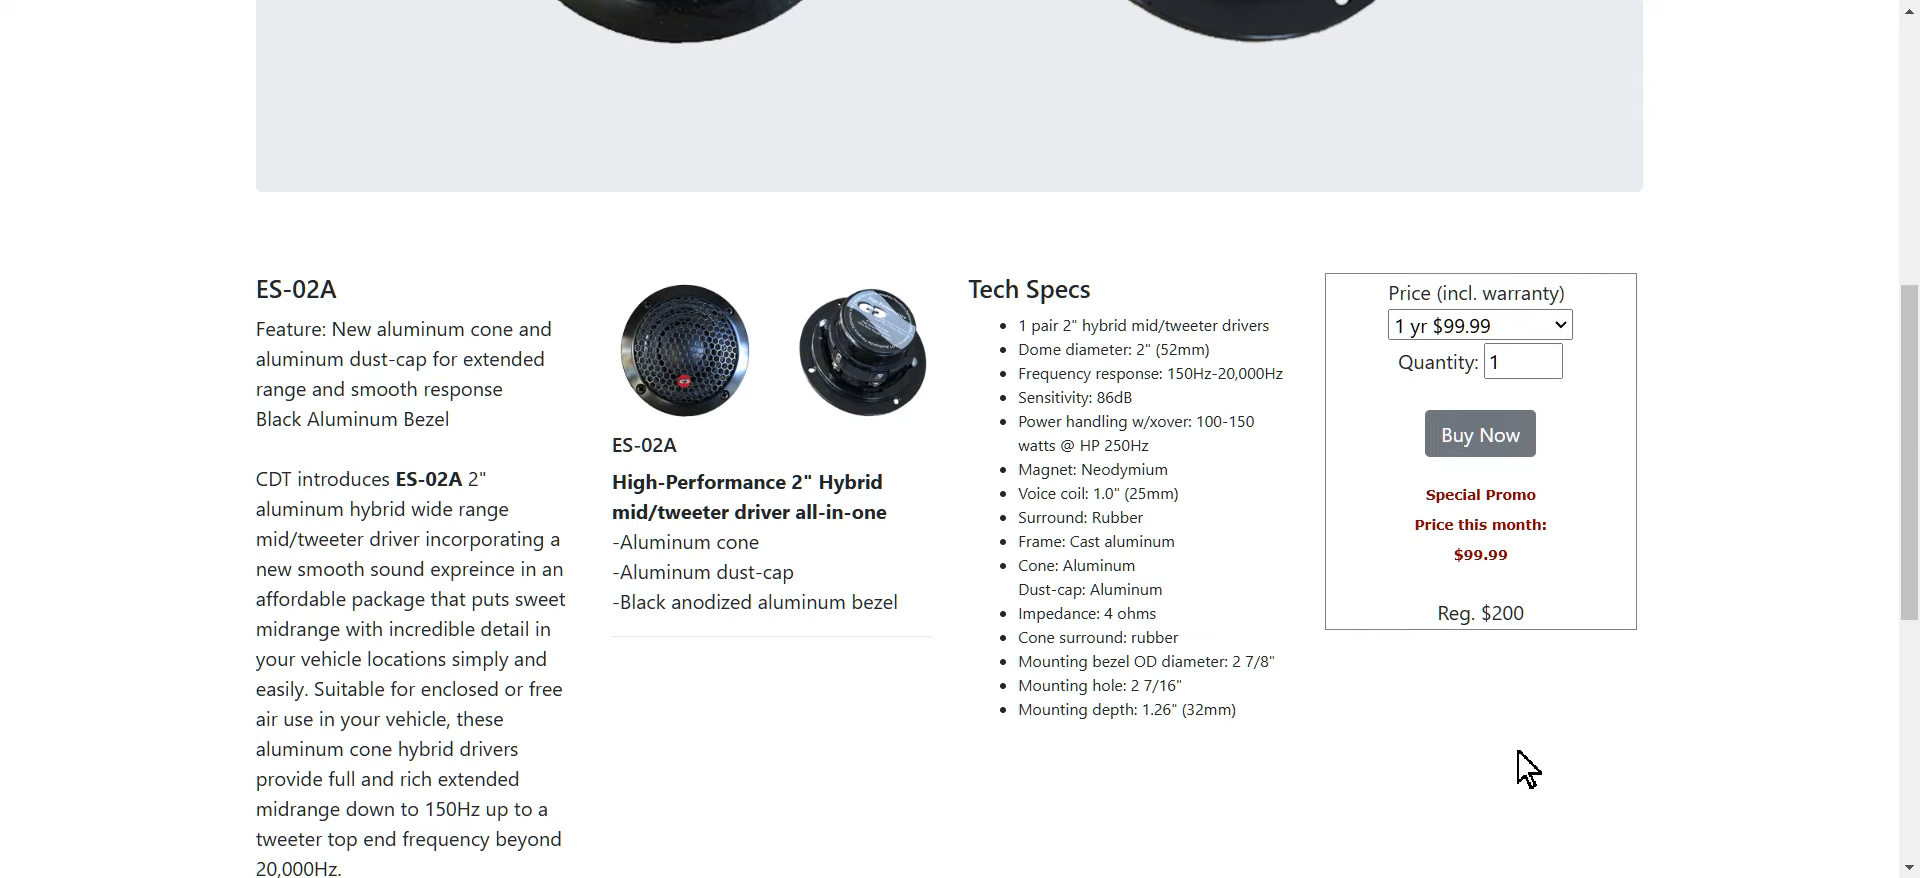 ES-02A
Feature: New aluminum cone and
aluminum dust-cap for extended
range and smooth response
Black Aluminum Bezel
CDT introduces ES-02A 2"
aluminum hybrid wide range
mid/tweeter driver incorporating a
new smooth sound expreince in an
affordable package that puts sweet
midrange with incredible detail in
your vehicle locations simply and
easily. Suitable for enclosed or free
air use in your vehicle, these
aluminum cone hybrid drivers
provide full and rich extended
midrange down to 150Hz up to a
tweeter top end frequency beyond
20,000Hz.
ES-02A
High-Performance 2" Hybrid
mid/tweeter driver all-in-one
-Aluminum cone
-Aluminum dust-cap
-Black anodized aluminum bezel
Tech Specs
1 pair 2" hybrid mid/tweeter drivers
Dome diameter: 2" (52mm)
Frequency response: 150Hz-20,000Hz
Sensitivity: 86dB
Power handling w/xover: 100-150
watts @ HP 250Hz
Magnet: Neodymium
Voice coil: 1.0" (25mm)
Surround: Rubber
Frame: Cast aluminum
Cone: Aluminum
Dust-cap: Aluminum
Impedance: 4 ohms
Cone surround: rubber
Mounting bezel OD diameter: 2 7/8"
Mounting hole: 2 7/16"
Mounting depth: 1.26" (32mm)
Price (incl. warranty)
1 yr $99.99
Quantity: 1
Buy Now
Special Promo
Price this month:
$99.99
Reg. $200